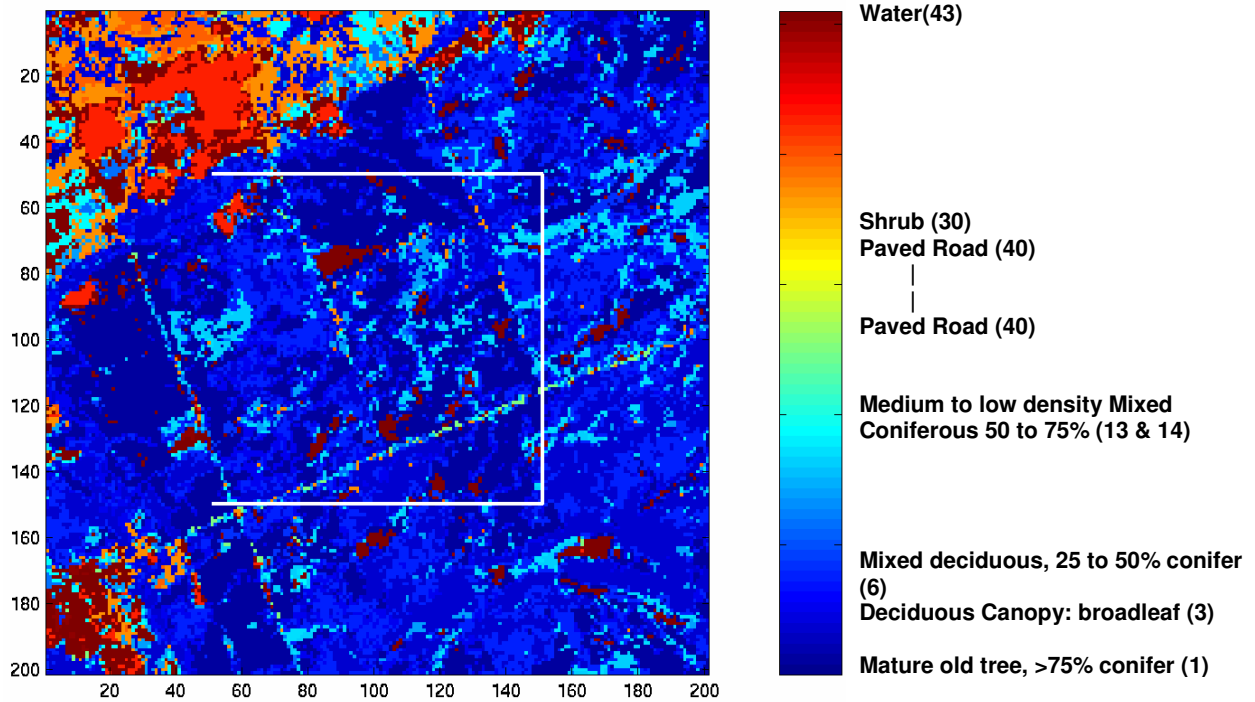 Water(43)
Shrub (30)
Paved Road (40)
|
|
Paved Road (40)
Medium to low density Mixed
Coniferous 50 to 75% (13 & 14)
Mixed deciduous, 25 to 50% conifer
(6)
Deciduous Canopy: broadleaf (3)
Mature old tree, >75% conifer (1)
20
40
60
80
100
120
140
160
180
200
20 40 60 80 100 120 140 160 180 200